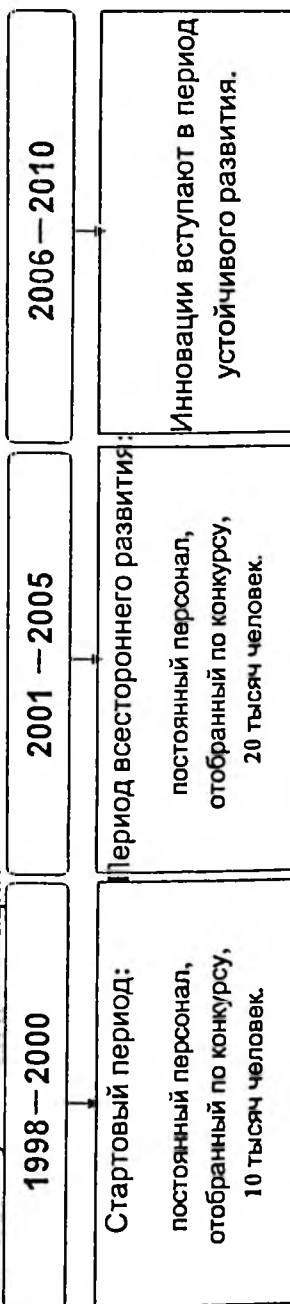 1998—2000
Стартовый период:
постоянный персонал,
отобранный по конкурсу,
10 тысяч человек.
2001 —2005
Период всестороннего развития:
постоянный персонал,
отобранный по конкурсу,
20 тысяч человек.
2006—2010
Инновации вступают в период
устойчивого развития.